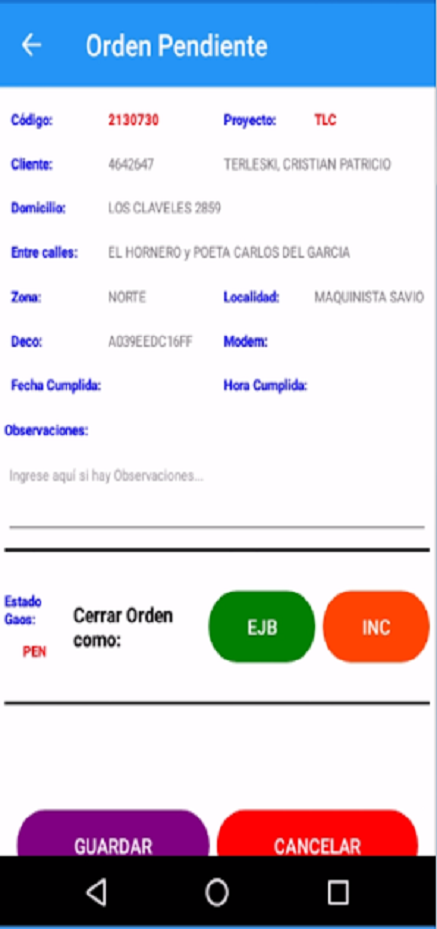 Orden Pendiente
Código: 2130730 Proyecto: TLC
Cliente: 4642647 TERLESKI, CRISTIAN PATRICIO
Domicilio: LOS CLAVELES 2859
Entre calles: EL HORNERO y POETA CARLOS DEL GARCIA
Zona: NORTE Localidad: MAQUINISTA SAVIO
Deco: A039EEDC16FF Modem:
Fecha Cumplida: Hora Cumplida:
Observaciones:
Ingrese aquí si hay Observaciones...
Estado
Gaos:
PEN
Cerrar Orden
como:
EJB INC
GUARDAR CANCELAR